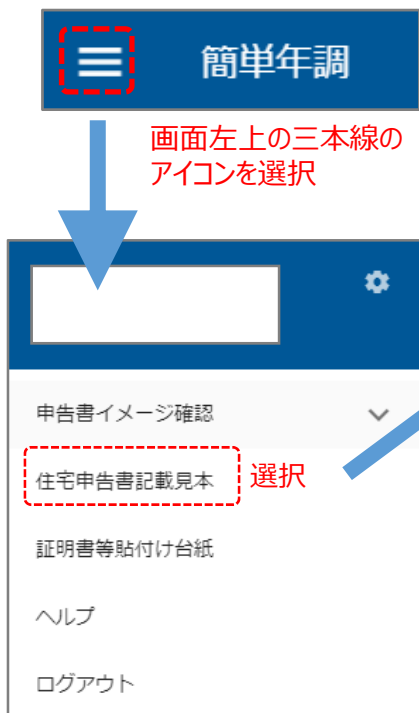 簡単年調
画面左上の三本線の
アイコンを選択
申告書イメージ確認
住宅申告書記載見本
選択
証明書等貼付け台紙
ヘルプ
ログアウト